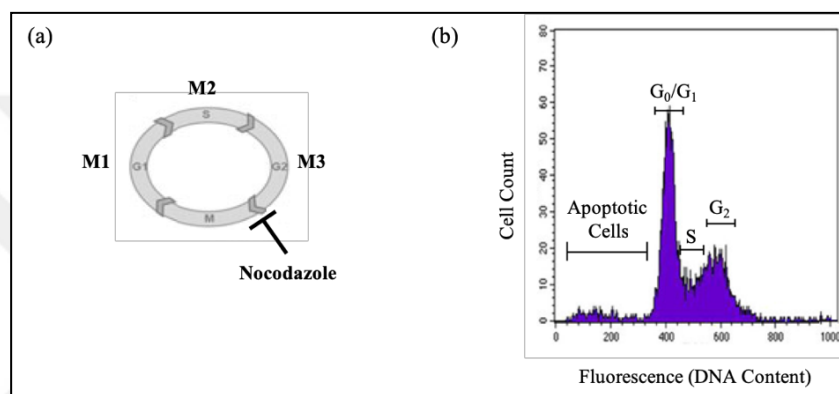 (a)
M2
S
M1
G1
G2
M3
M
Nocodazole
(b)
80
70
60
50
40
30
20
10
0
Cell Count
G0/G1
Apoptotic
Cells
S
G2
0
200
400
600
800
1000
Fluorescence (DNA Content)